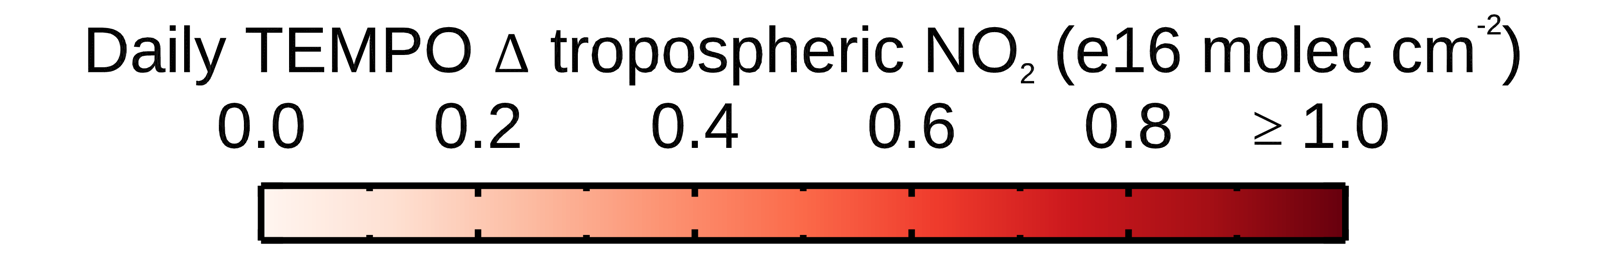 Daily TEMPO Δ tropospheric NO₂ (e16 molec cm⁻²)
0.0 0.2 0.4 0.6 0.8 ≥ 1.0